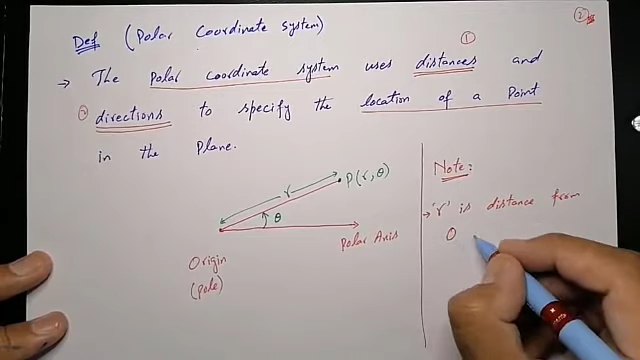 2
Def (Polar Coordinate system)
1
→ The Polar coordinate system uses distances and
2 directions to specify the location of a Point
in the Plane.
r
P(r, θ)
θ
Polar Axis
Origin
(pole)
Note:
→ 'r' is distance from
O